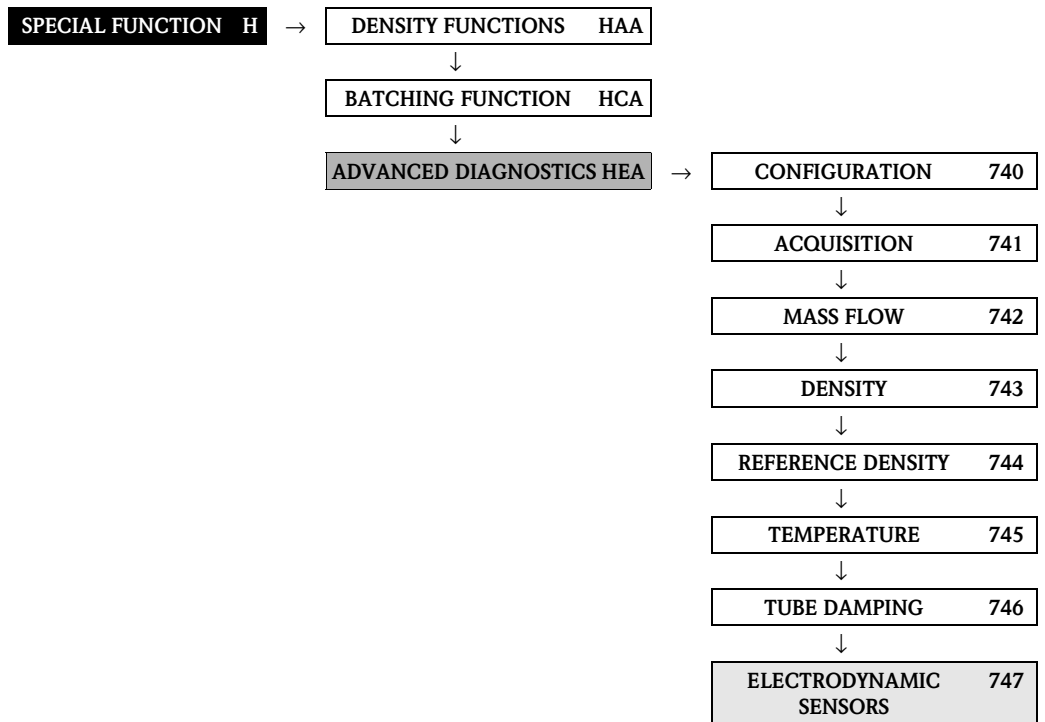 SPECIAL FUNCTION H → DENSITY FUNCTIONS HAA
↓
BATCHING FUNCTION HCA
↓
ADVANCED DIAGNOSTICS HEA → CONFIGURATION 740
↓
ACQUISITION 741
↓
MASS FLOW 742
↓
DENSITY 743
↓
REFERENCE DENSITY 744
↓
TEMPERATURE 745
↓
TUBE DAMPING 746
↓
ELECTRODYNAMIC 747
SENSORS